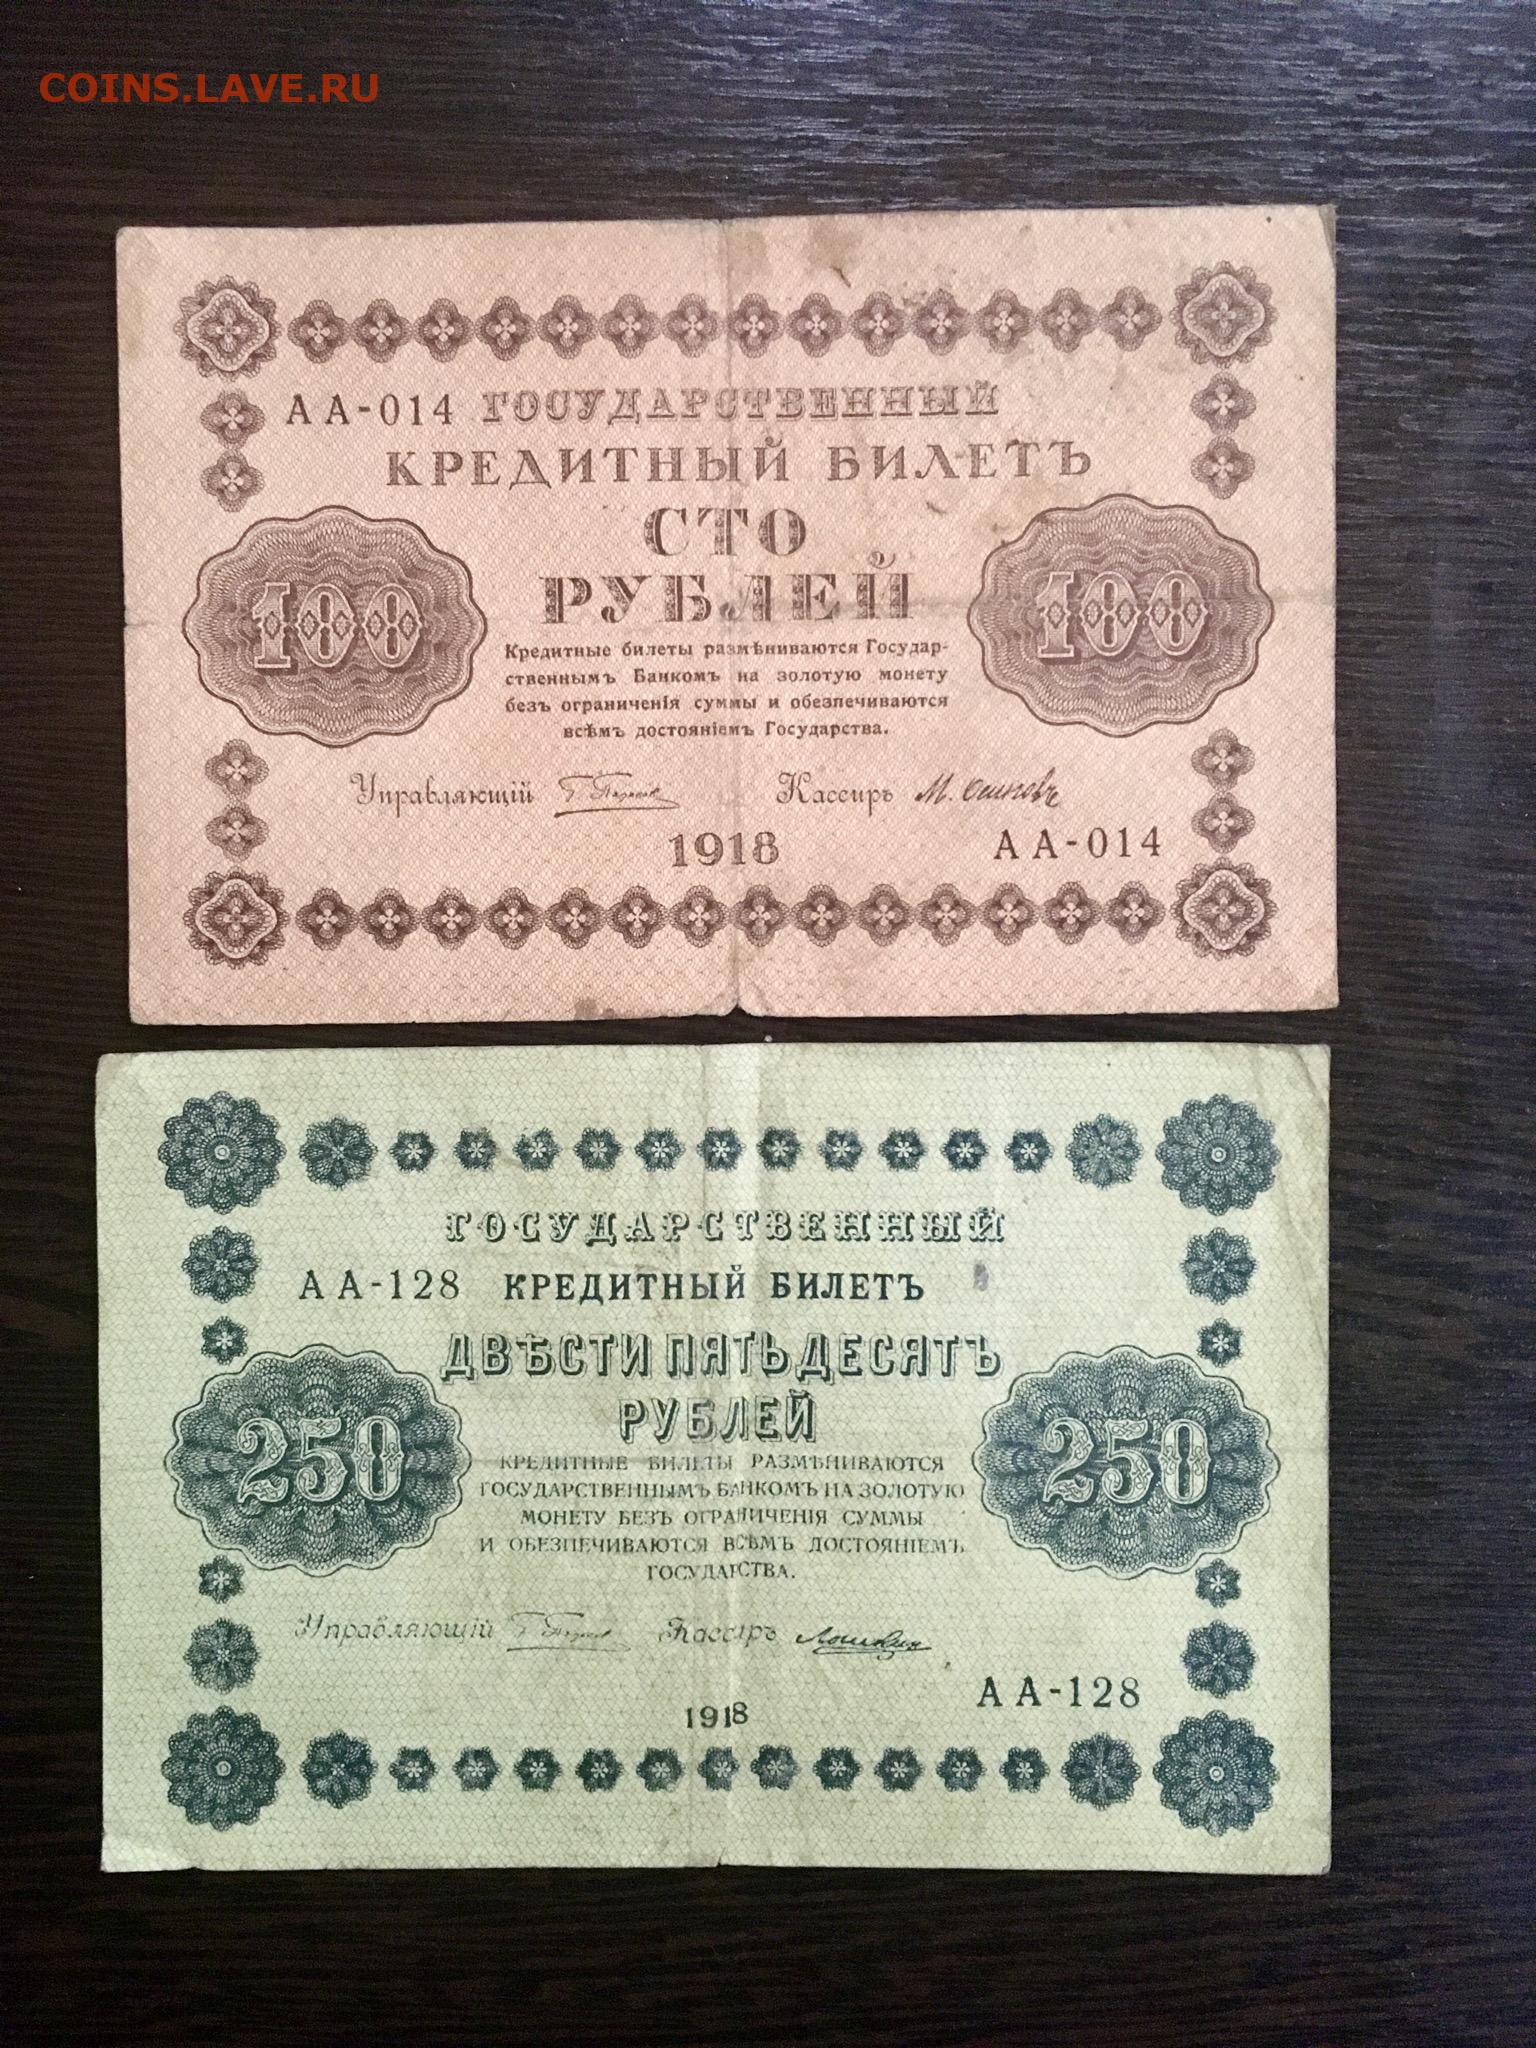 COINS.LAVE.RU
АА-014 ГОСУДАРСТВЕННЫЙ
КРЕДИТНЫЙ БИЛЕТЪ
СТО
РУБЛЕЙ
100
100
Кредитные билеты размѣниваются Государ-
ственнымъ Банкомъ на золотую монету
безъ ограниченія суммы и обезпечиваются
всѣмъ достояніемъ Государства.
Управляющій
Кассиръ М. Осиповъ
1918
АА-014
ГОСУДАРСТВЕННЫЙ
АА-128 КРЕДИТНЫЙ БИЛЕТЪ
ДВѢСТИ ПЯТЬДЕСЯТЪ
РУБЛЕЙ
250
250
КРЕДИТНЫЕ БИЛЕТЫ РАЗМѢНИВАЮТСЯ
ГОСУДАРСТВЕННЫМЪ БАНКОМЪ НА ЗОЛОТУЮ
МОНЕТУ БЕЗЪ ОГРАНИЧЕНІЯ СУММЫ
И ОБЕЗПЕЧИВАЮТСЯ ВСѢМЪ ДОСТОЯНІЕМЪ
ГОСУДАРСТВА.
Управляющій
Кассиръ
АА-128
1918